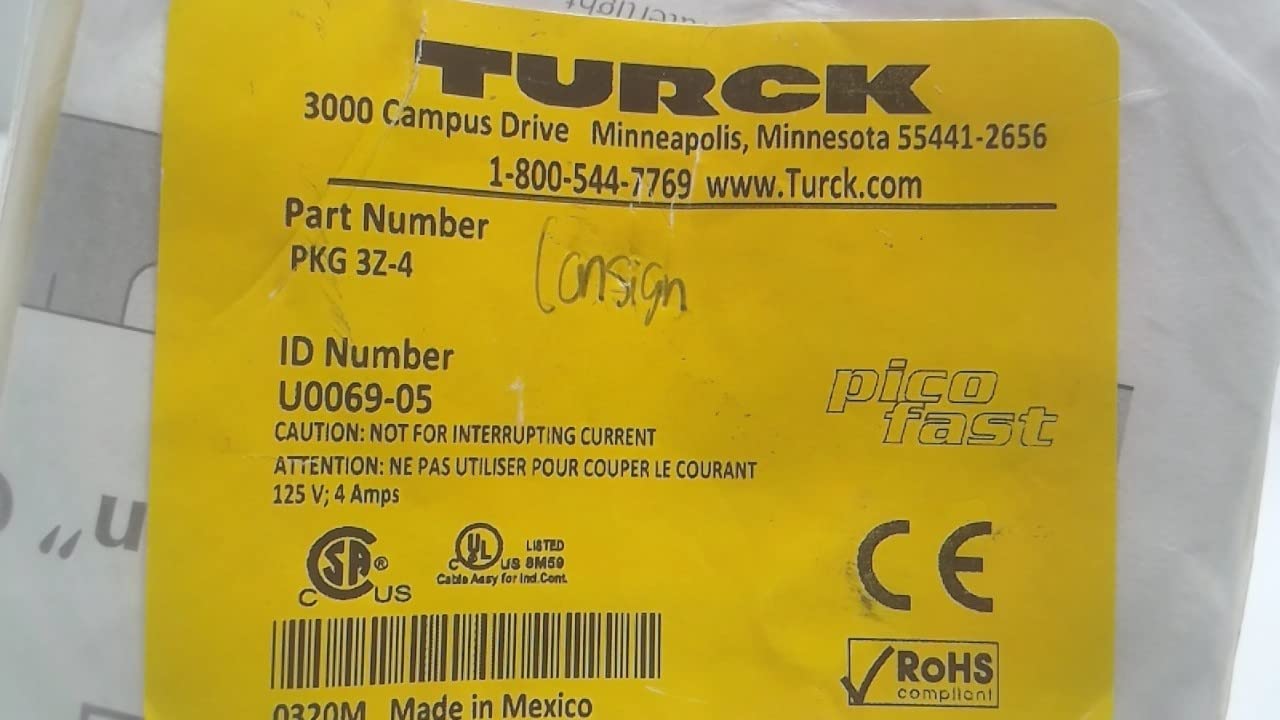 TURCK
3000 Campus Drive Minneapolis, Minnesota 55441-2656
1-800-544-7769 www.Turck.com
Part Number
PKG 3Z-4
Consign
ID Number
U0069-05
CAUTION: NOT FOR INTERRUPTING CURRENT
ATTENTION: NE PAS UTILISER POUR COUPER LE COURANT
125 V; 4 Amps
pico
fast
CSA®
C US
C UL US LISTED 8M59
Cable Assy for Ind.Cont.
CE
RoHS
compliant
0320M Made in Mexico